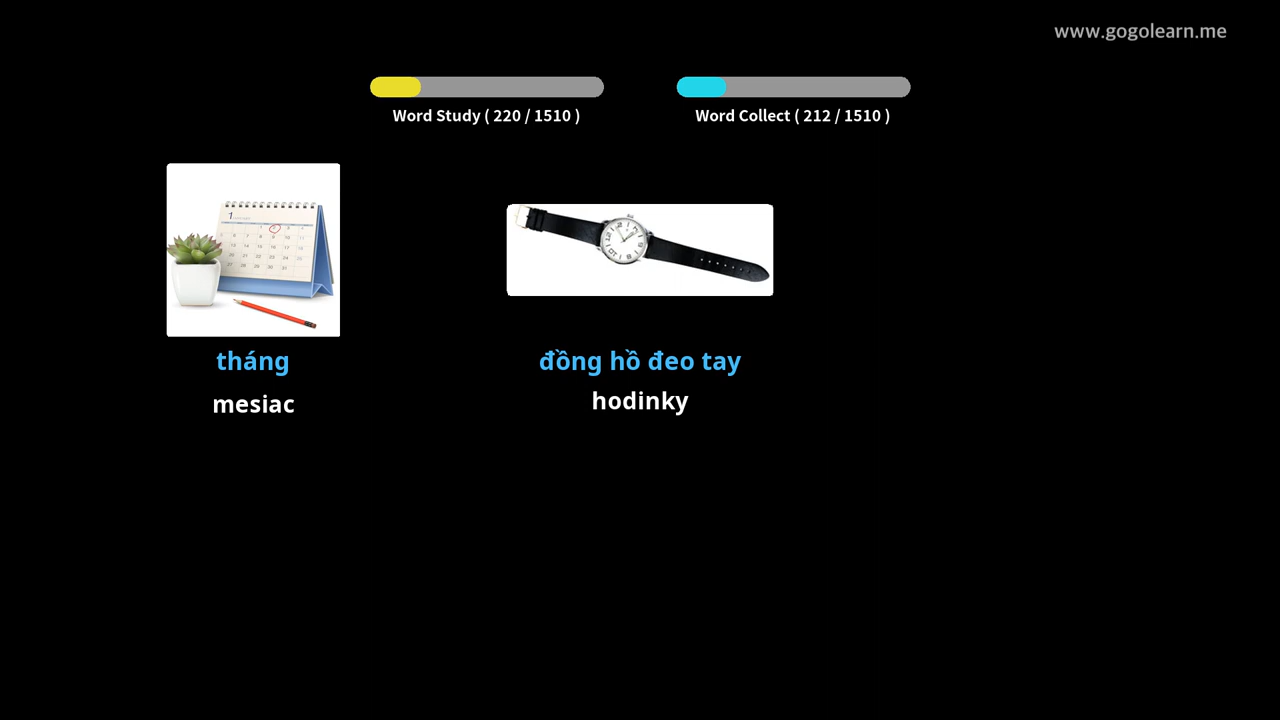 www.gogolearn.me
Word Study ( 220 / 1510 )
Word Collect ( 212 / 1510 )
tháng
mesiac
đồng hồ đeo tay
hodinky